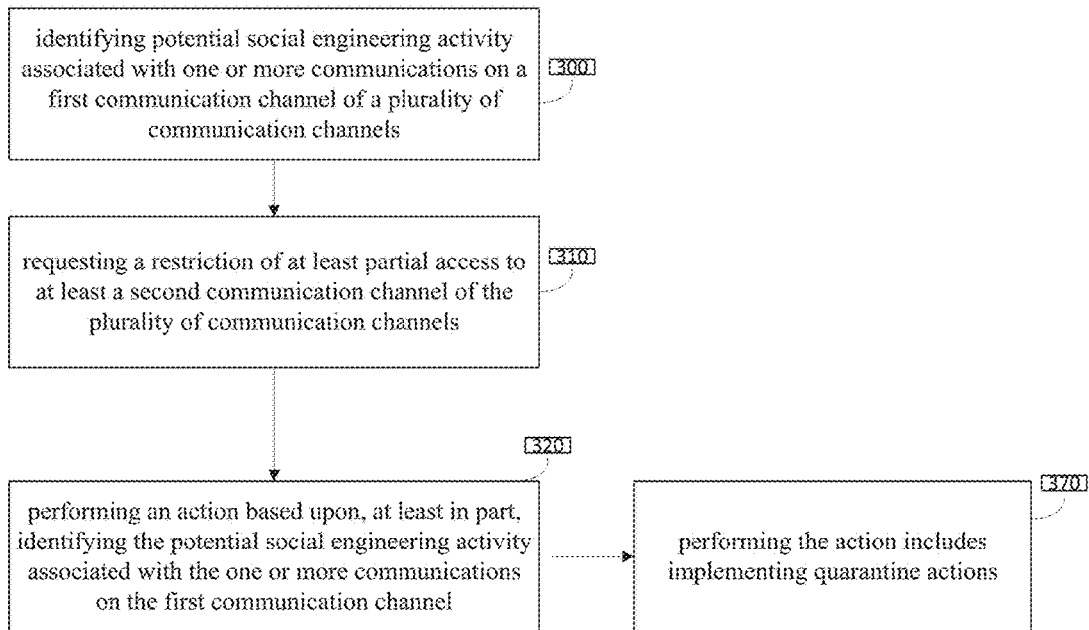 identifying potential social engineering activity
associated with one or more communications on a
first communication channel of a plurality of
communication channels
300
requesting a restriction of at least partial access to
at least a second communication channel of the
plurality of communication channels
310
320
performing an action based upon, at least in part,
identifying the potential social engineering activity
associated with the one or more communications
on the first communication channel
370
performing the action includes
implementing quarantine actions